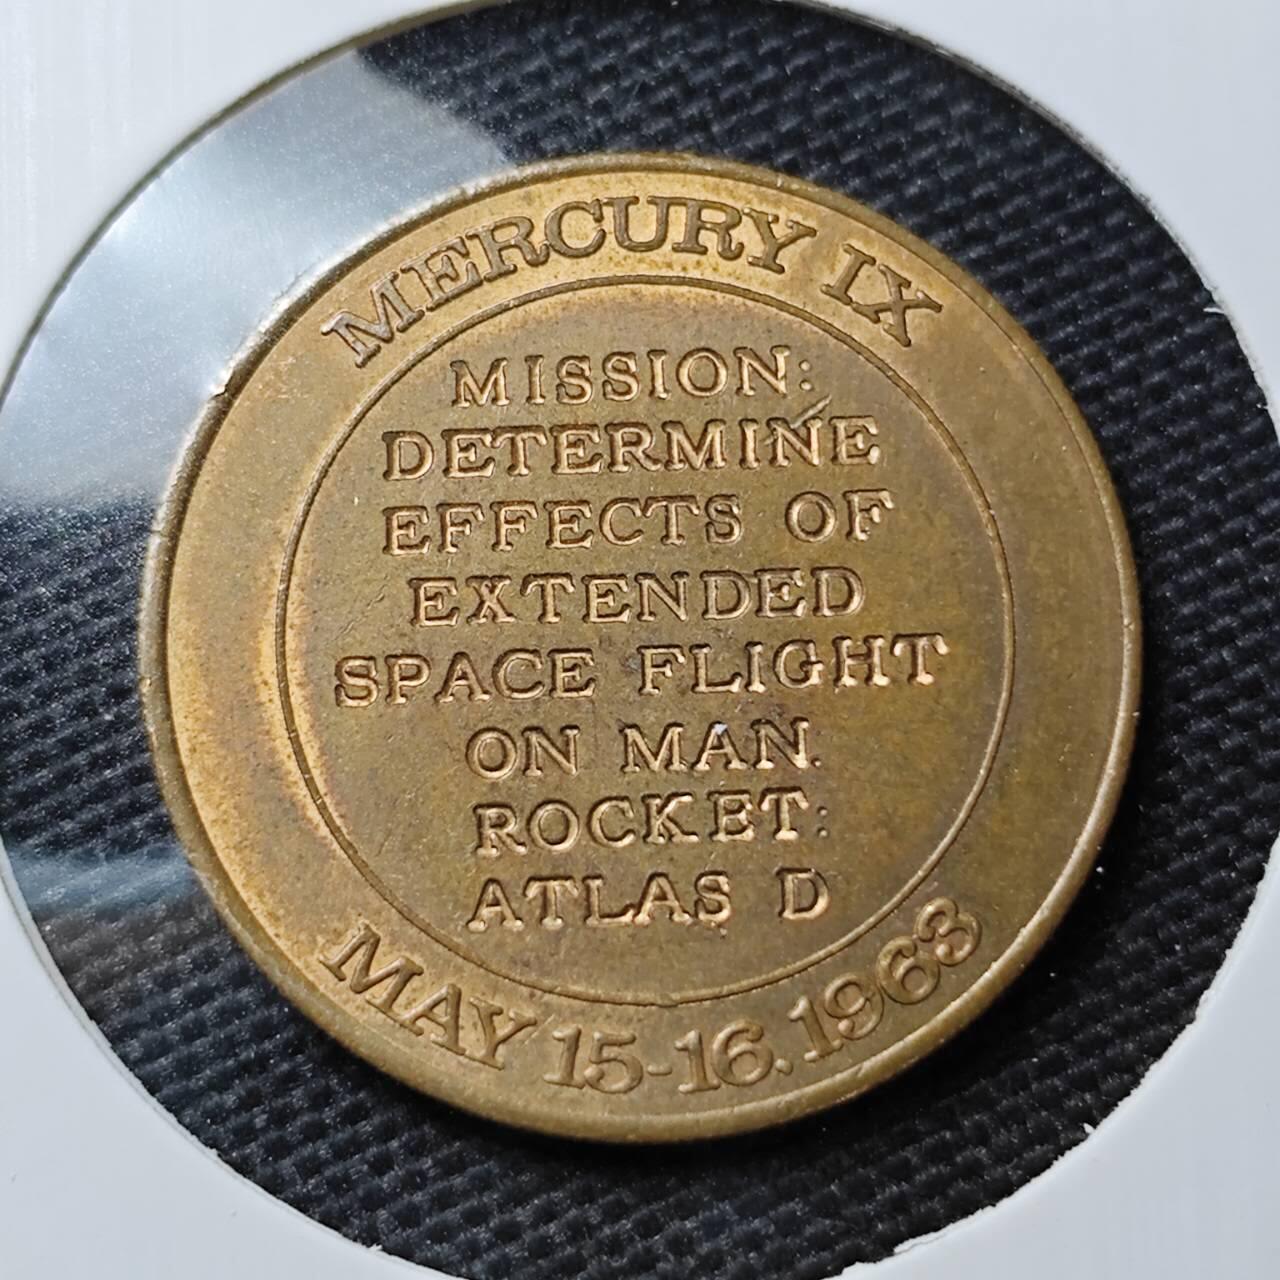 MERCURY IX
MISSION:
DETERMINE
EFFECTS OF
EXTENDED
SPACE FLIGHT
ON MAN.
ROCKET:
ATLAS D
MAY 15-16.1963